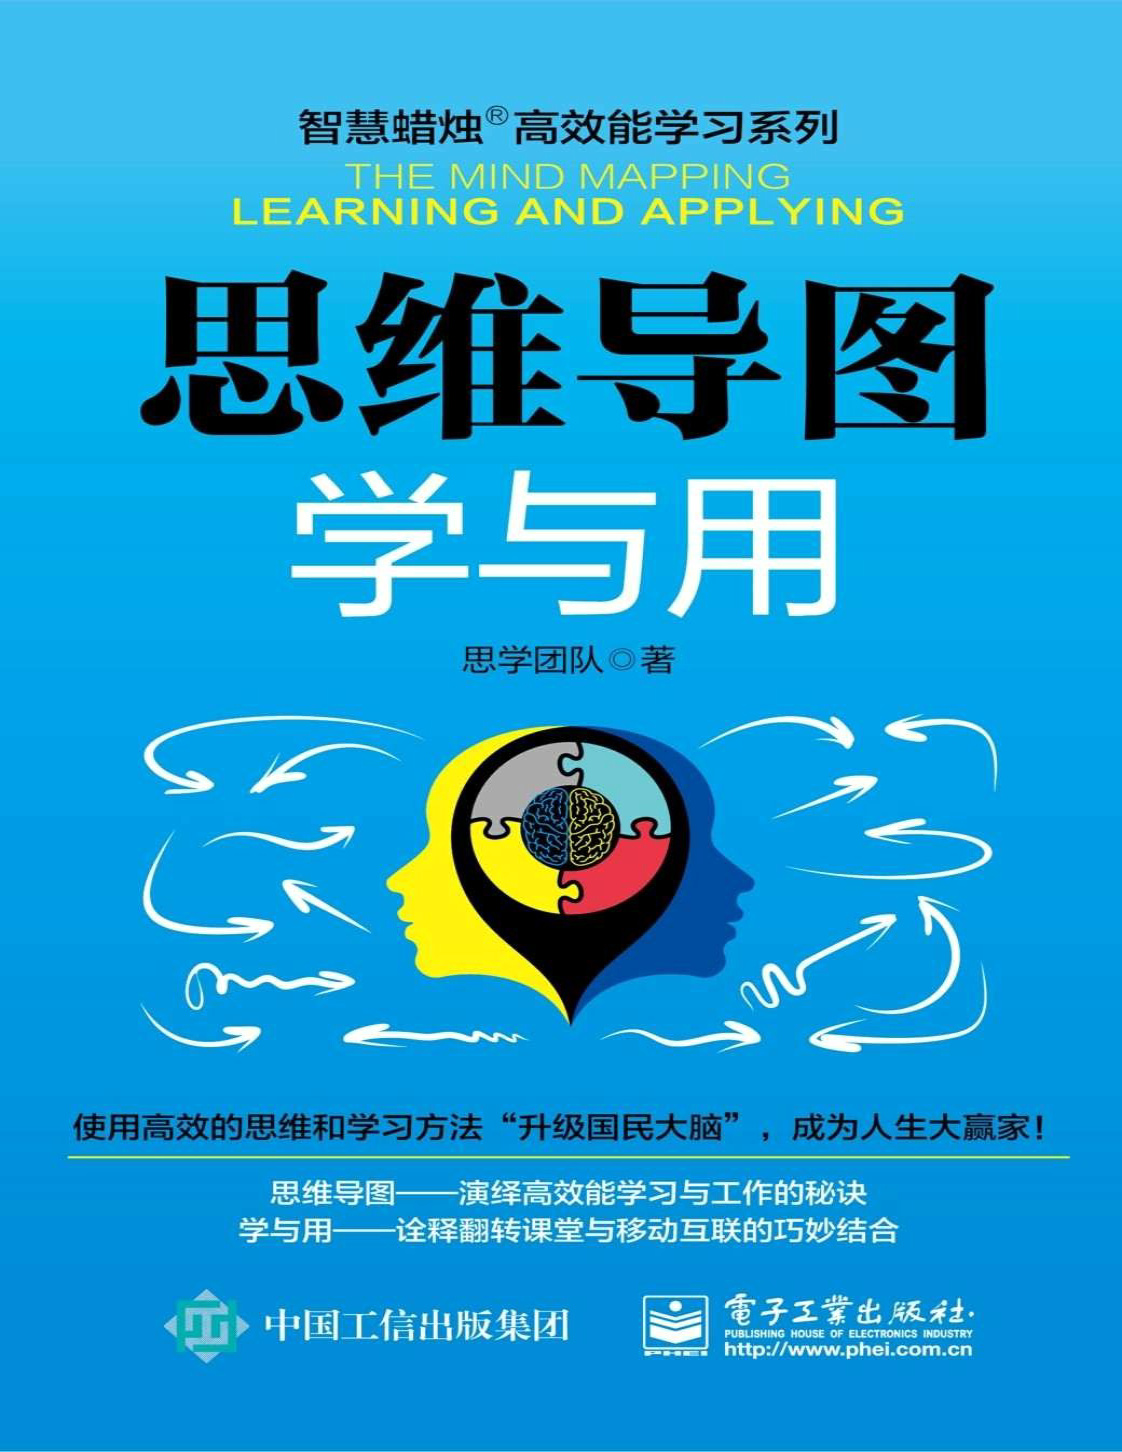 智慧蜡烛®高效能学习系列
THE MIND MAPPING
LEARNING AND APPLYING
思维导图
学与用
思学团队◎著
使用高效的思维和学习方法“升级国民大脑”，成为人生大赢家！
思维导图——演绎高效能学习与工作的秘诀
学与用——诠释翻转课堂与移动互联的巧妙结合
中国工信出版集团
PHEI
電子工業出版社·
PUBLISHING HOUSE OF ELECTRONICS INDUSTRY
http://www.phei.com.cn